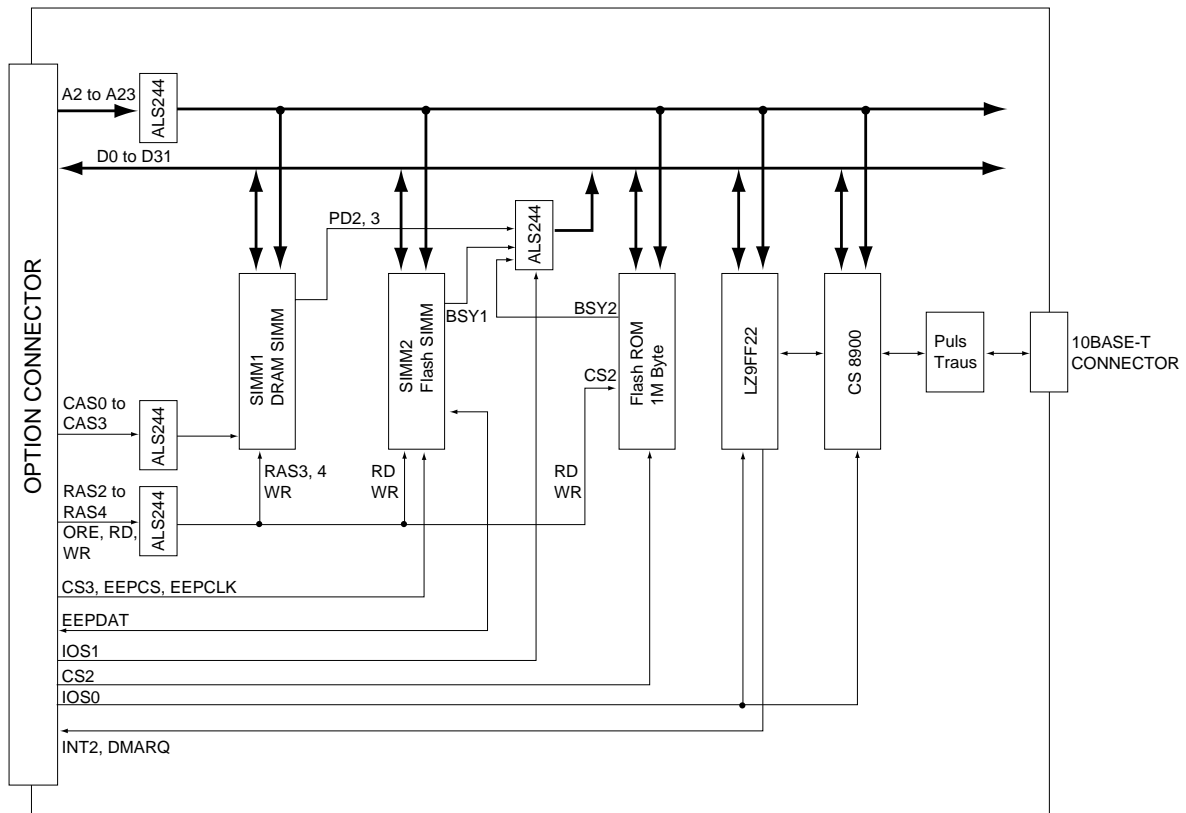 OPTION CONNECTOR
A2 to A23
ALS244
D0 to D31
PD2, 3
ALS244
BSY1
BSY2
SIMM1
DRAM SIMM
SIMM2
Flash SIMM
Flash ROM
1M Byte
LZ9FF22
CS 8900
Puls
Traus
10BASE-T
CONNECTOR
CS2
CAS0 to
CAS3
ALS244
RAS3, 4
WR
RD
WR
RD
WR
RAS2 to
RAS4
ORE, RD,
WR
ALS244
CS3, EEPCS, EEPCLK
EEPDAT
IOS1
CS2
IOS0
INT2, DMARQ